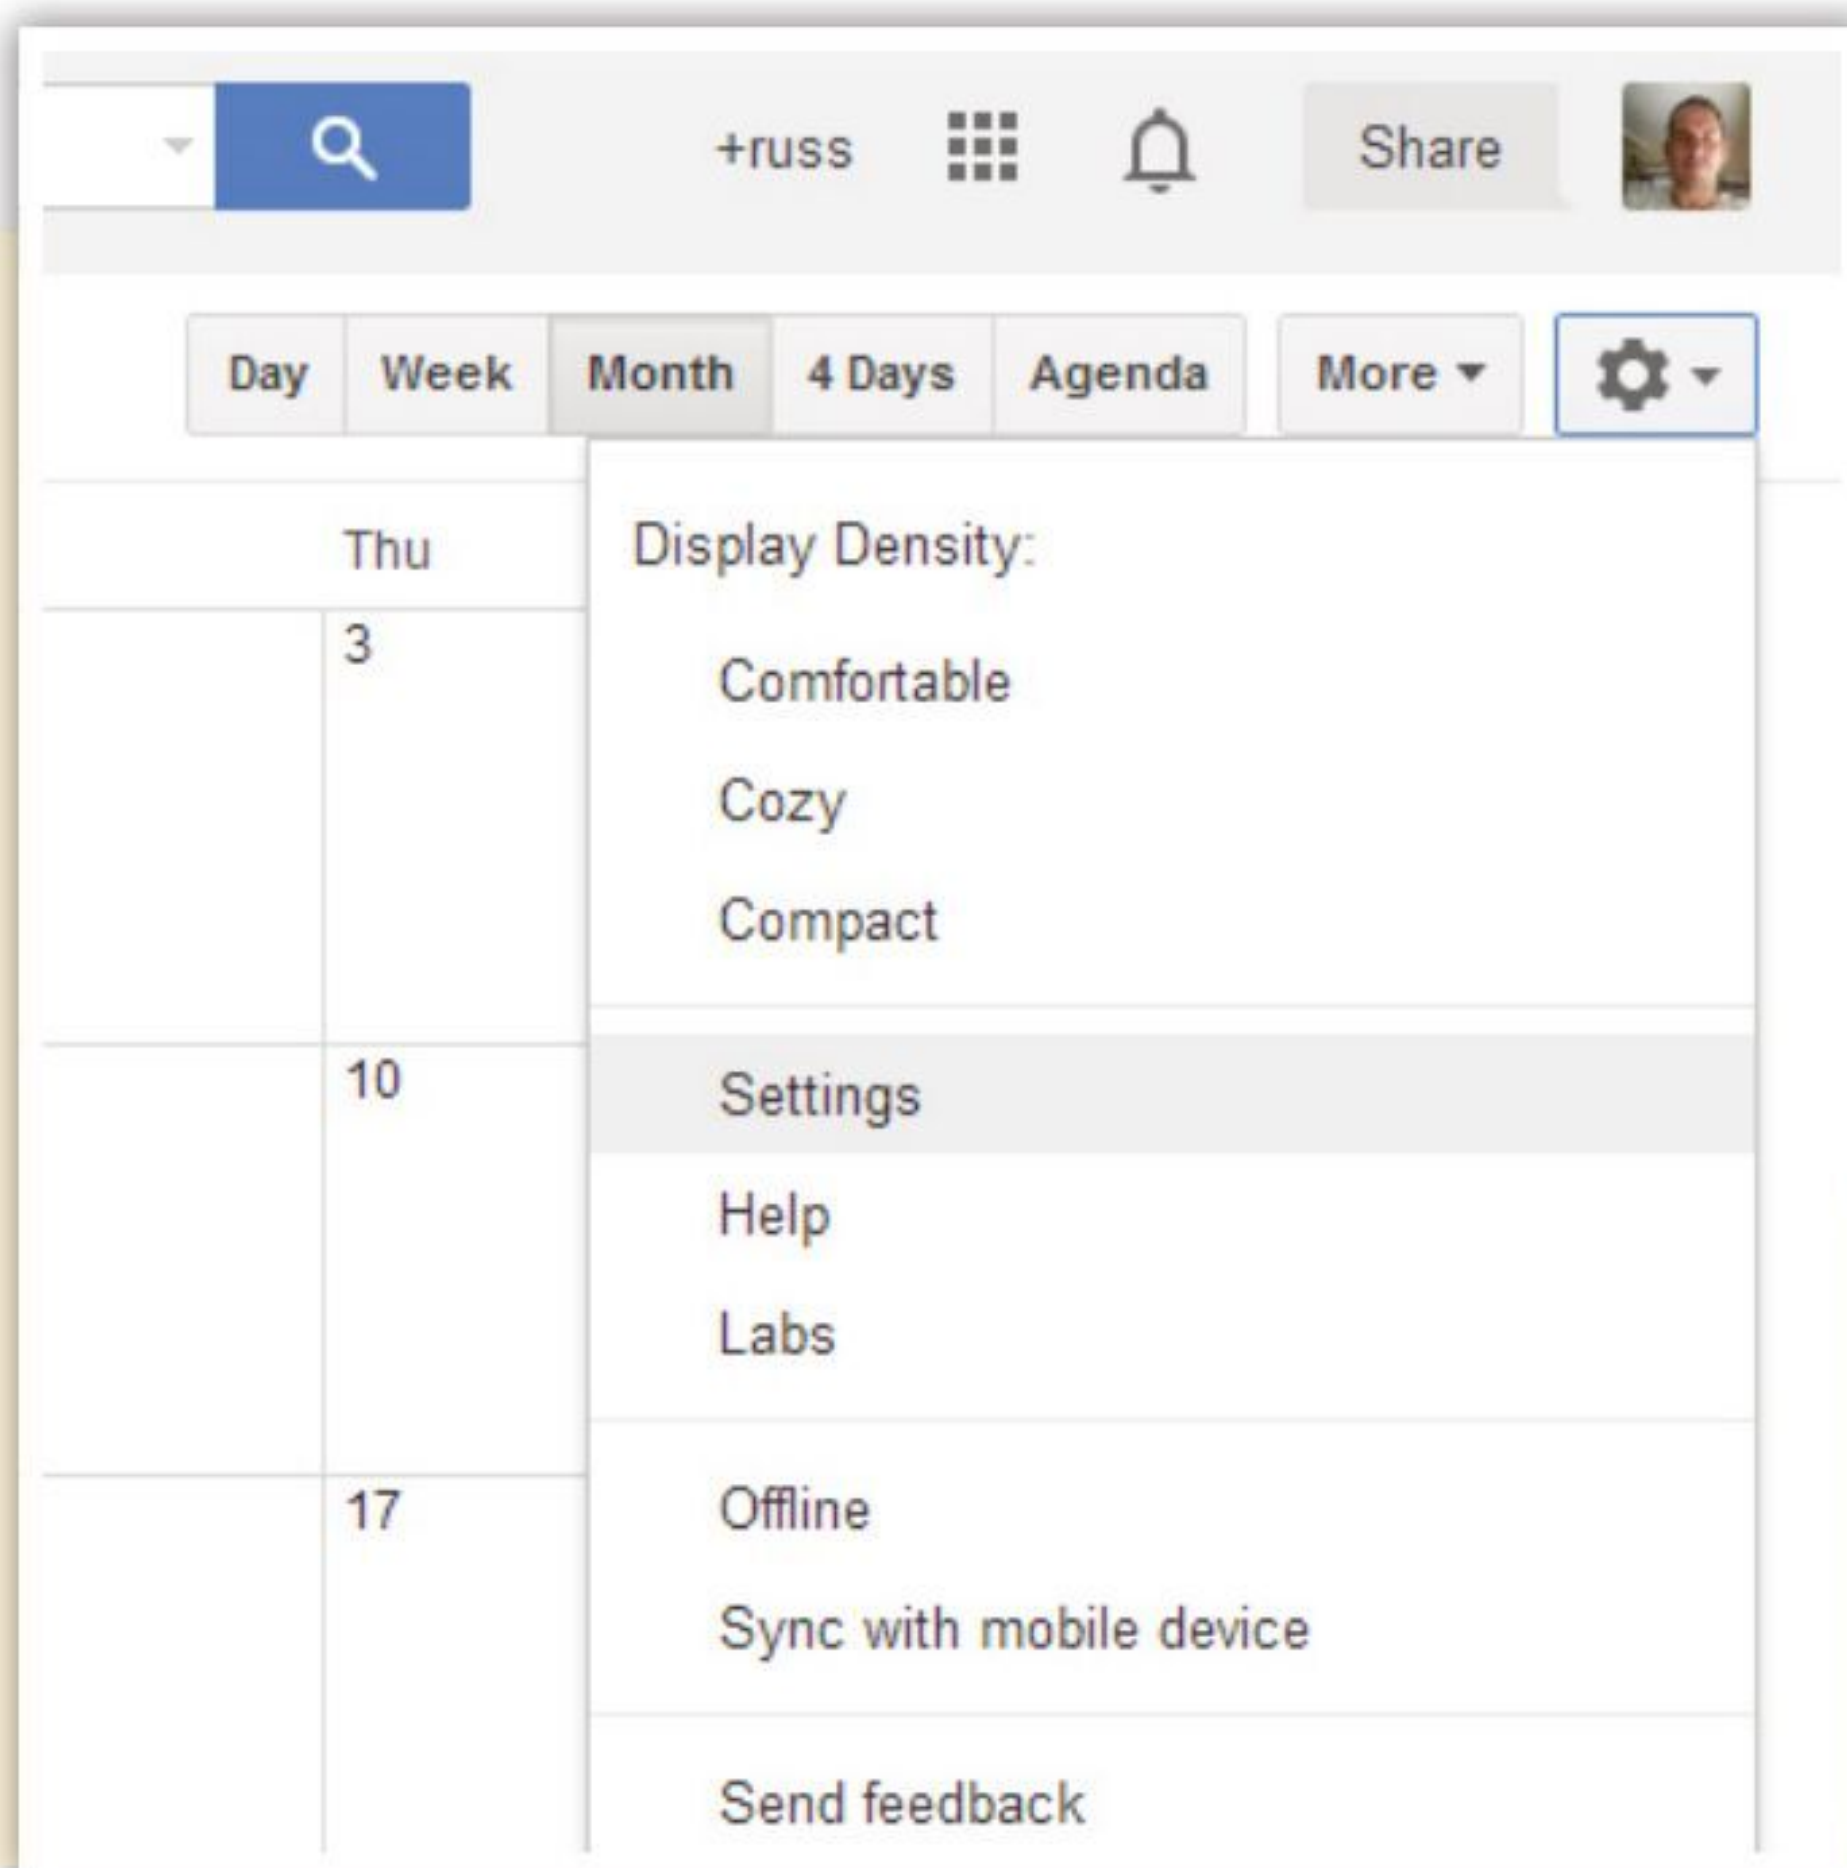 +russ Share
Day Week Month 4 Days Agenda More
Thu
Display Density:
3
Comfortable
Cozy
Compact
10
Settings
Help
Labs
17
Offline
Sync with mobile device
Send feedback